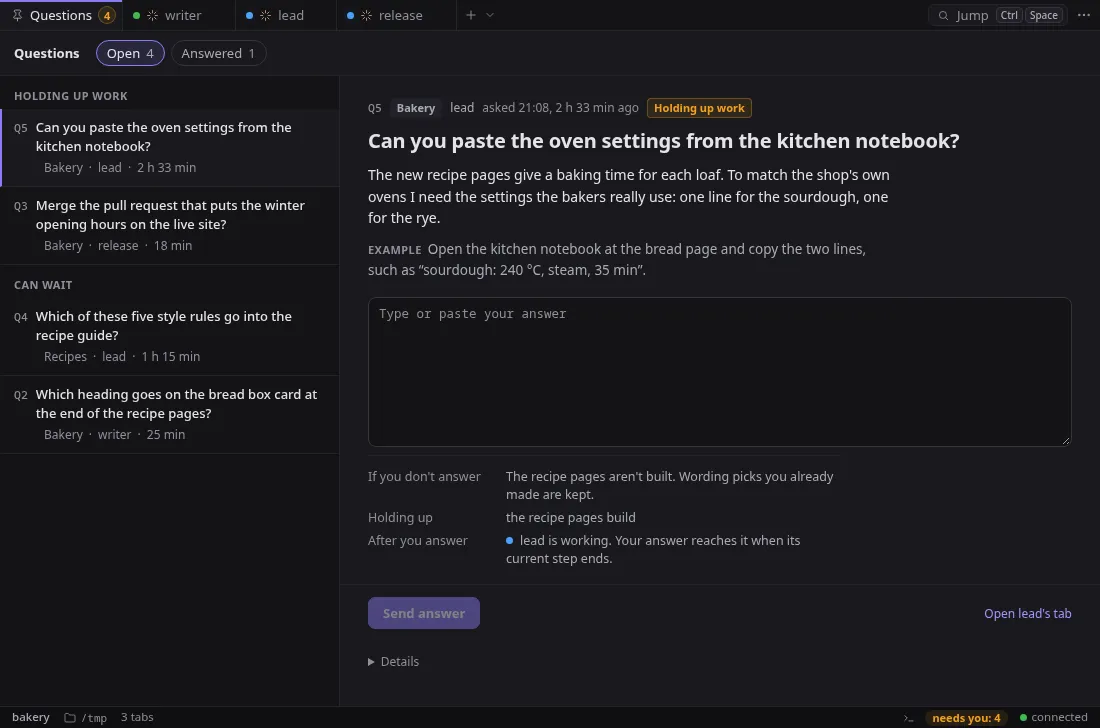 Questions 4 writer lead release Jump Ctrl Space
Questions Open 4 Answered 1
HOLDING UP WORK
Q5 Can you paste the oven settings from the
kitchen notebook?
Bakery · lead · 2 h 33 min
Q3 Merge the pull request that puts the winter
opening hours on the live site?
Bakery · release · 18 min
CAN WAIT
Q4 Which of these five style rules go into the
recipe guide?
Recipes · lead · 1 h 15 min
Q2 Which heading goes on the bread box card at
the end of the recipe pages?
Bakery · writer · 25 min
Q5 Bakery lead asked 21:08, 2 h 33 min ago Holding up work
Can you paste the oven settings from the kitchen notebook?
The new recipe pages give a baking time for each loaf. To match the shop's own
ovens I need the settings the bakers really use: one line for the sourdough, one
for the rye.
EXAMPLE Open the kitchen notebook at the bread page and copy the two lines,
such as “sourdough: 240 °C, steam, 35 min”.
Type or paste your answer
If you don't answer The recipe pages aren't built. Wording picks you already
made are kept.
Holding up the recipe pages build
After you answer lead is working. Your answer reaches it when its
current step ends.
Send answer Open lead's tab
Details
bakery /tmp 3 tabs needs you: 4 connected